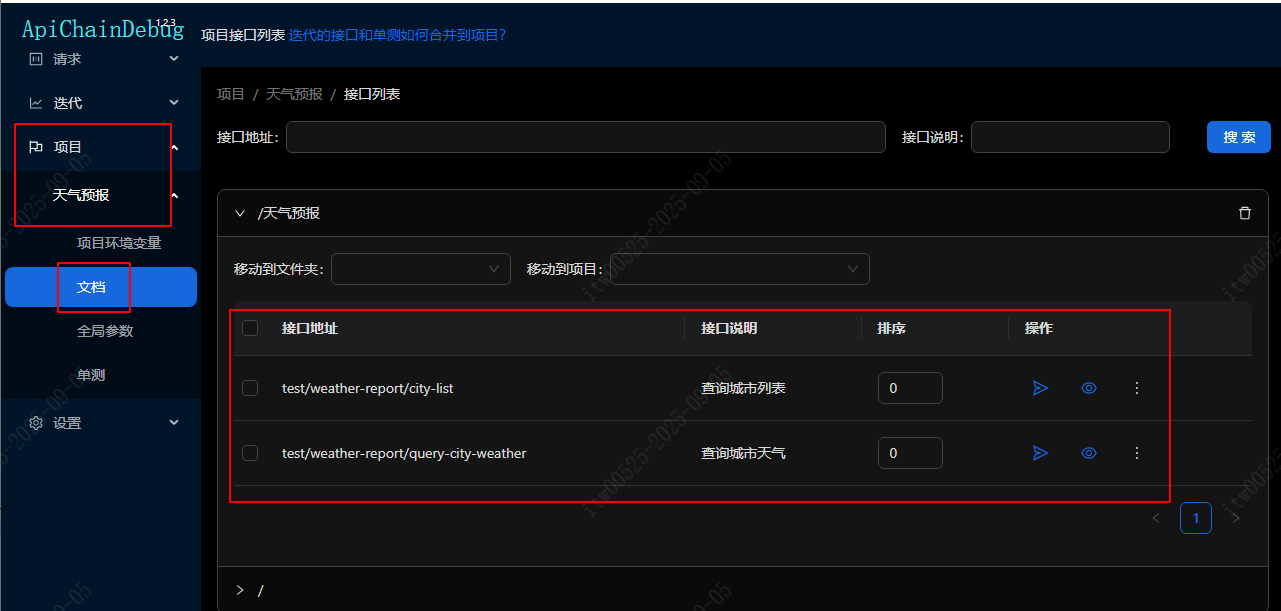 ApiChainDebug 123
项目接口列表 迭代的接口和单测如何合并到项目?
请求
迭代
项目
天气预报
项目环境变量
文档
全局参数
单测
设置
项目 / 天气预报 / 接口列表
接口地址: 接口说明: 搜 索
/天气预报
移动到文件夹: 移动到项目:
接口地址 接口说明 排序 操作
test/weather-report/city-list 查询城市列表 0
test/weather-report/query-city-weather 查询城市天气 0
< 1 >
> /
itw00525-2025-09-05